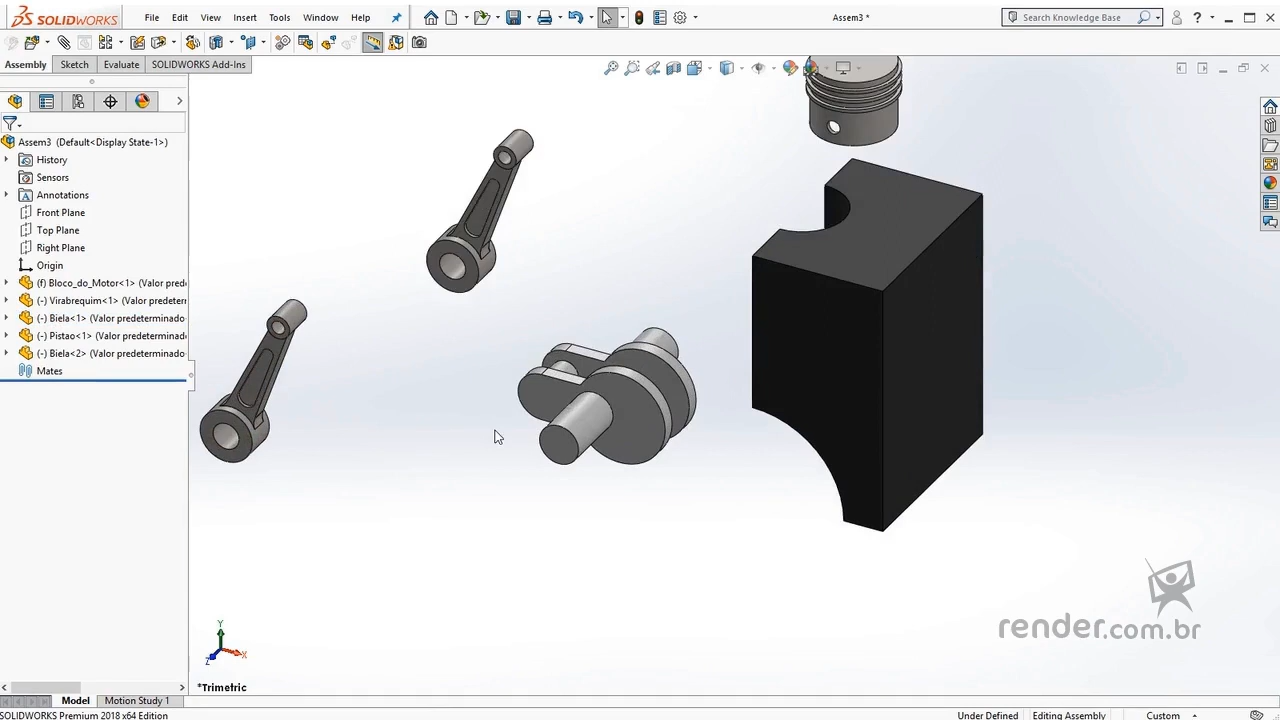 SOLIDWORKS
File Edit View Insert Tools Window Help
Assem3 *
Search Knowledge Base
?
Assembly Sketch Evaluate SOLIDWORKS Add-Ins
Assem3 (Default<Display State-1>)
History
Sensors
Annotations
Front Plane
Top Plane
Right Plane
Origin
(f) Bloco_do_Motor<1> (Valor prede
(-) Virabrequim<1> (Valor predeterm
(-) Biela<1> (Valor predeterminado
(-) Pistao<1> (Valor predeterminado
(-) Biela<2> (Valor predeterminado
Mates
render.com.br
Y
X
Z
*Trimetric
Model Motion Study 1
SOLIDWORKS Premium 2018 x64 Edition
Under Defined Editing Assembly Custom